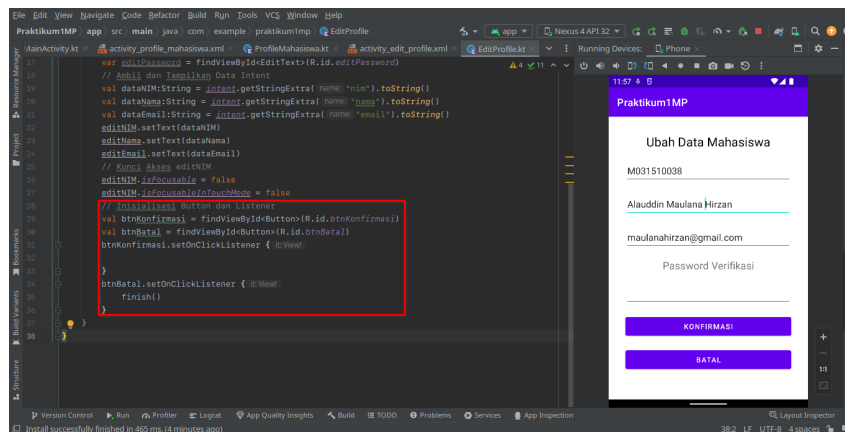 File Edit View Navigate Code Refactor Build Run Tools VCS Window Help
Praktikum1MP app src main java com example praktikum1mp EditProfile app Nexus 4 API 32
MainActivity.kt activity_profile_mahasiswa.xml ProfileMahasiswa.kt activity_edit_profile.xml EditProfile.kt Running Devices: Phone
17 var editPassword = findViewById<EditText>(R.id.editPassword) 4 11
18 // Ambil dan Tampilkan Data Intent
19 val dataNIM:String = intent.getStringExtra( name: "nim").toString()
20 val dataNama:String = intent.getStringExtra( name: "nama").toString()
21 val dataEmail:String = intent.getStringExtra( name: "email").toString()
22 editNIM.setText(dataNIM)
23 editNama.setText(dataNama)
24 editEmail.setText(dataEmail)
25 // Kunci Akses editNIM
26 editNIM.isFocusable = false
27 editNIM.isFocusableInTouchMode = false
28 // Inisialisasi Button dan Listener
29 val btnKonfirmasi = findViewById<Button>(R.id.btnKonfirmasi)
30 val btnBatal = findViewById<Button>(R.id.btnBatal)
31 btnKonfirmasi.setOnClickListener { it: View!
32
33 }
34 btnBatal.setOnClickListener { it: View!
35 finish()
36 }
37 }
38 }
Resource Manager
Project
Bookmarks
Build Variants
Structure
11:57
Praktikum1MP
Ubah Data Mahasiswa
M031510038
Alauddin Maulana Hirzan
maulanahirzan@gmail.com
Password Verifikasi
KONFIRMASI
BATAL
1:1
Version Control Run Profiler Logcat App Quality Insights Build TODO Problems Services App Inspection Layout Inspector
Install successfully finished in 465 ms. (4 minutes ago) 38:2 LF UTF-8 4 spaces